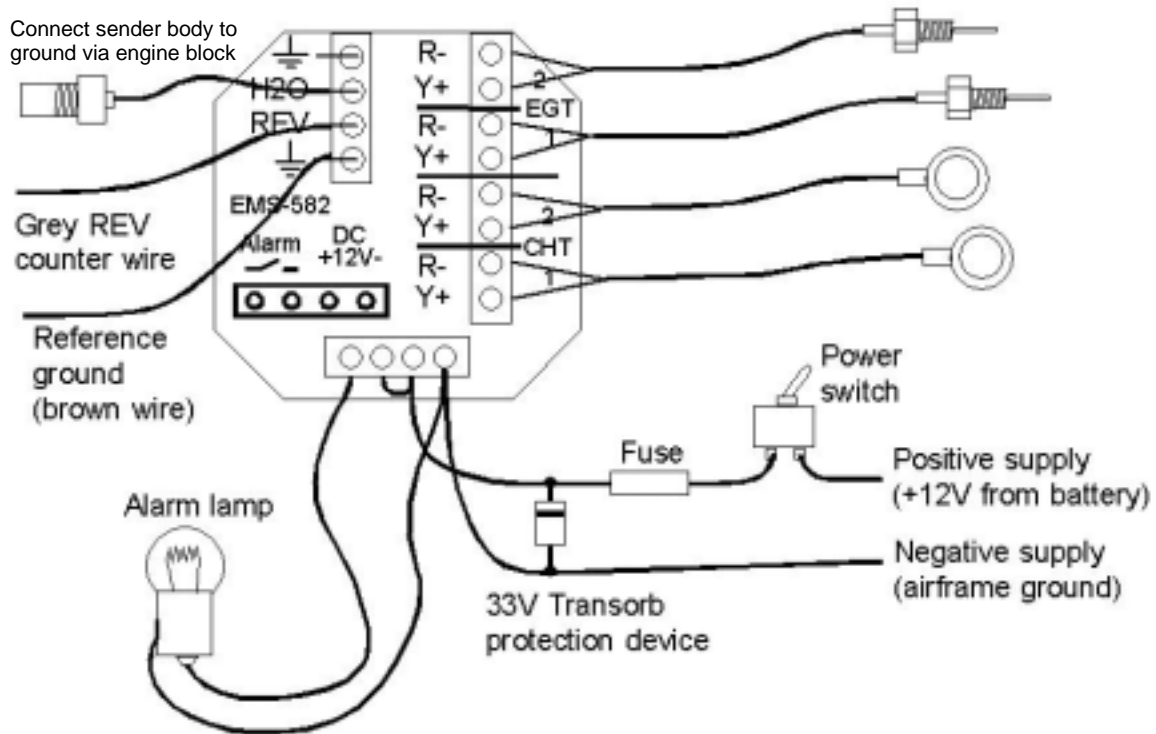 Connect sender body to
ground via engine block
H2O
REV
EMS-582
Alarm
DC
+12V-
R-
Y+
2
EGT
R-
Y+
1
R-
Y+
2
CHT
R-
Y+
1
Grey REV
counter wire
Reference
ground
(brown wire)
Power
switch
Fuse
Positive supply
(+12V from battery)
Alarm lamp
Negative supply
(airframe ground)
33V Transorb
protection device